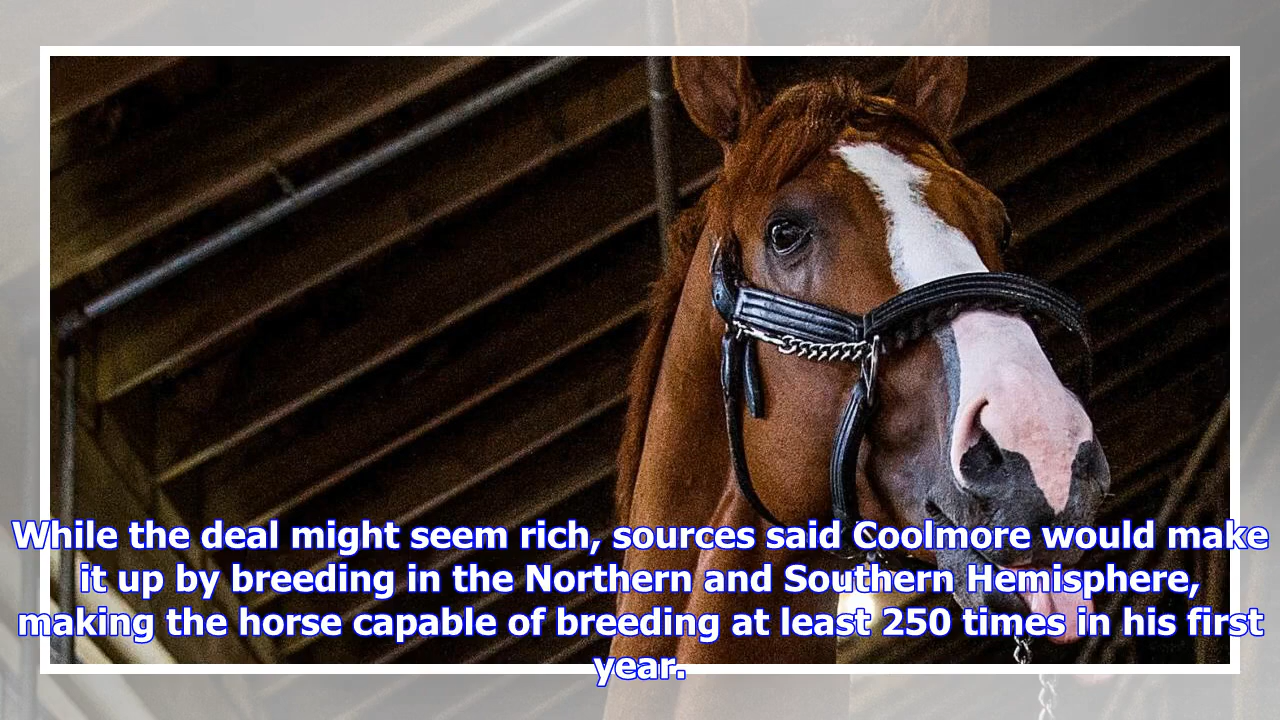 While the deal might seem rich, sources said Coolmore would make
it up by breeding in the Northern and Southern Hemisphere,
making the horse capable of breeding at least 250 times in his first
year.